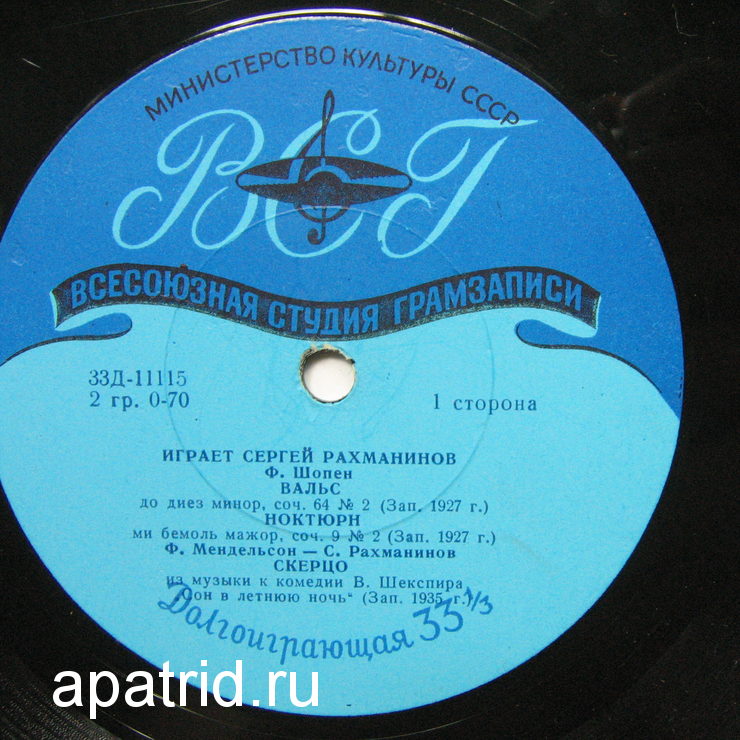 МИНИСТЕРСТВО КУЛЬТУРЫ СССР
ВСГ
ВСЕСОЮЗНАЯ СТУДИЯ ГРАМЗАПИСИ
33Д-11115
2 гр. 0-70
1 сторона
ИГРАЕТ СЕРГЕЙ РАХМАНИНОВ
Ф. Шопен
ВАЛЬС
до диез минор, соч. 64 № 2 (Зап. 1927 г.)
НОКТЮРН
ми бемоль мажор, соч. 9 № 2 (Зап. 1927 г.)
Ф. Мендельсон — С. Рахманинов
СКЕРЦО
из музыки к комедии В. Шекспира
„Сон в летнюю ночь“ (Зап. 1935 г.)
Долгоиграющая 33 1/3
apatrid.ru